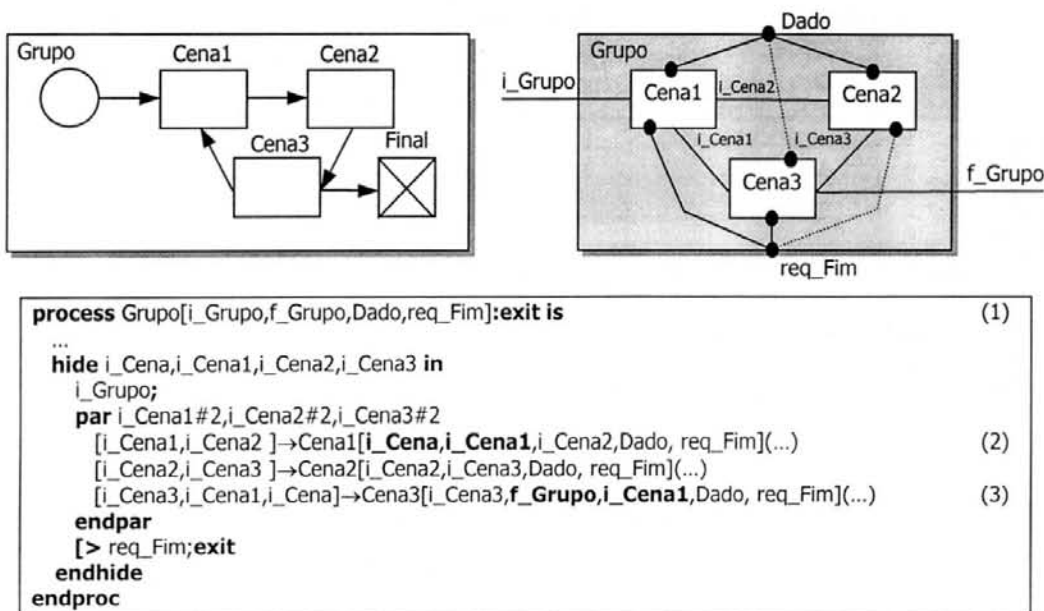 Grupo
Cena1
Cena2
Cena3
Final
Dado
Grupo
i_Grupo
Cena1
i_Cena2
Cena2
i_Cena1
i_Cena3
Cena3
f_Grupo
req_Fim
process Grupo[i_Grupo,f_Grupo,Dado,req_Fim]:exit is (1)
...
hide i_Cena,i_Cena1,i_Cena2,i_Cena3 in
i_Grupo;
par i_Cena1#2,i_Cena2#2,i_Cena3#2
[i_Cena1,i_Cena2 ]→Cena1[i_Cena,i_Cena1,i_Cena2,Dado, req_Fim](...) (2)
[i_Cena2,i_Cena3 ]→Cena2[i_Cena2,i_Cena3,Dado, req_Fim](...)
[i_Cena3,i_Cena1,i_Cena]→Cena3[i_Cena3,f_Grupo,i_Cena1,Dado, req_Fim](...) (3)
endpar
[> req_Fim;exit
endhide
endproc